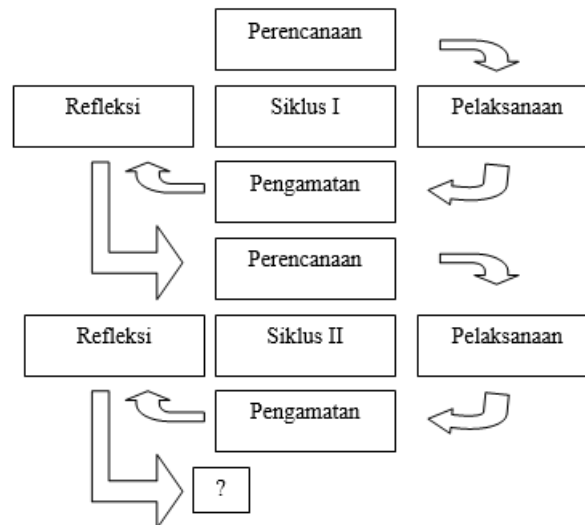 Perencanaan
Refleksi
Siklus I
Pelaksanaan
Pengamatan
Perencanaan
Refleksi
Siklus II
Pelaksanaan
Pengamatan
?